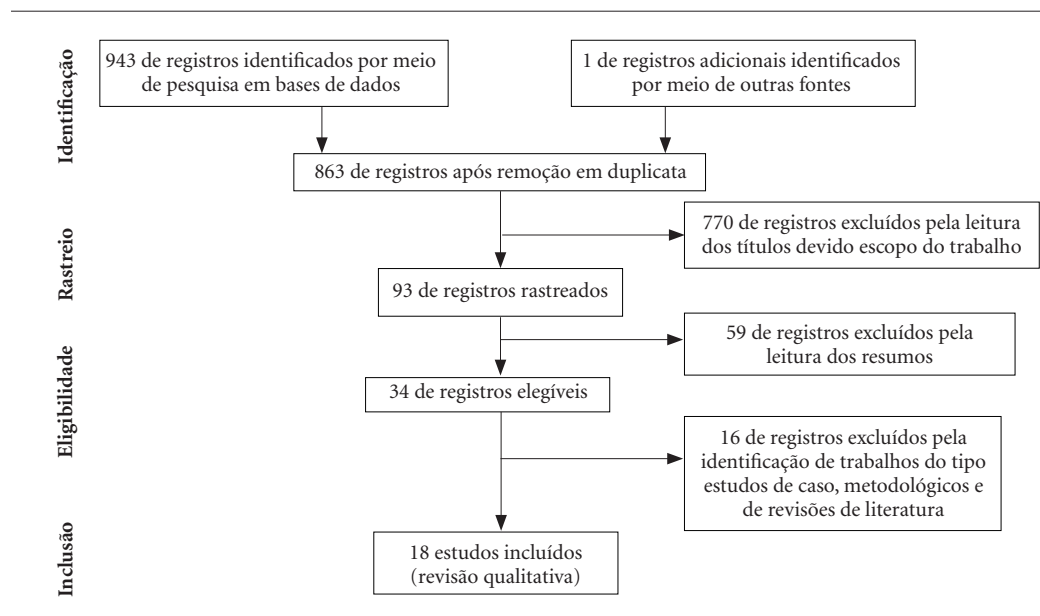 Identificação
943 de registros identificados por meio
de pesquisa em bases de dados
1 de registros adicionais identificados
por meio de outras fontes
863 de registros após remoção em duplicata
Rastreio
770 de registros excluídos pela leitura
dos títulos devido escopo do trabalho
93 de registros rastreados
Eligibilidade
59 de registros excluídos pela
leitura dos resumos
34 de registros elegíveis
16 de registros excluídos pela
identificação de trabalhos do tipo
estudos de caso, metodológicos e
de revisões de literatura
Inclusão
18 estudos incluídos
(revisão qualitativa)